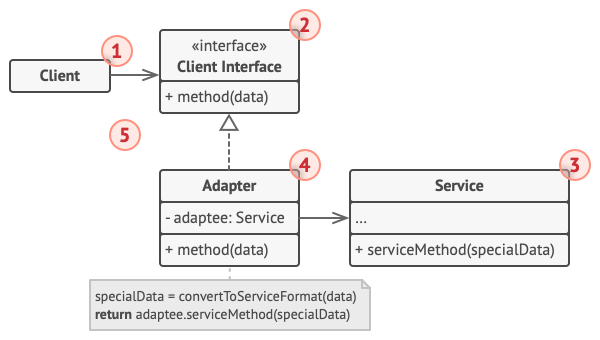 1
2
«interface»
Client Interface
Client
+ method(data)
5
4
3
Adapter
Service
- adaptee: Service
...
+ method(data)
+ serviceMethod(specialData)
specialData = convertToServiceFormat(data)
return adaptee.serviceMethod(specialData)